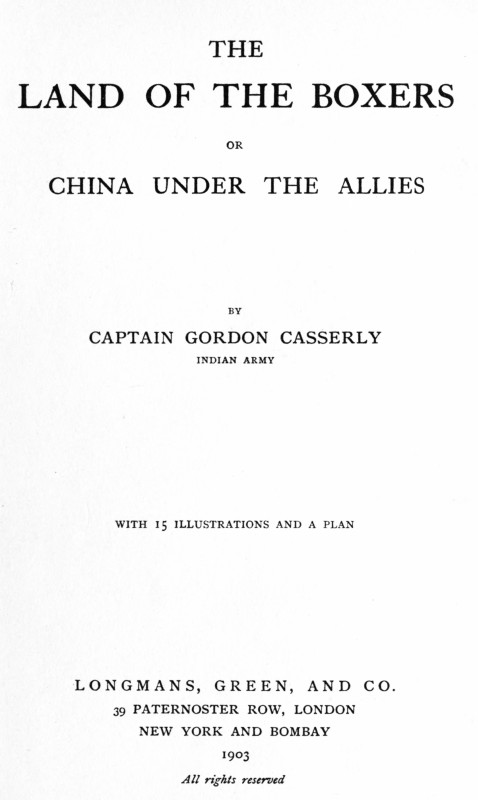 THE
LAND OF THE BOXERS
OR
CHINA UNDER THE ALLIES
BY
CAPTAIN GORDON CASSERLY
INDIAN ARMY
WITH 15 ILLUSTRATIONS AND A PLAN
LONGMANS, GREEN, AND CO.
39 PATERNOSTER ROW, LONDON
NEW YORK AND BOMBAY
1903
All rights reserved